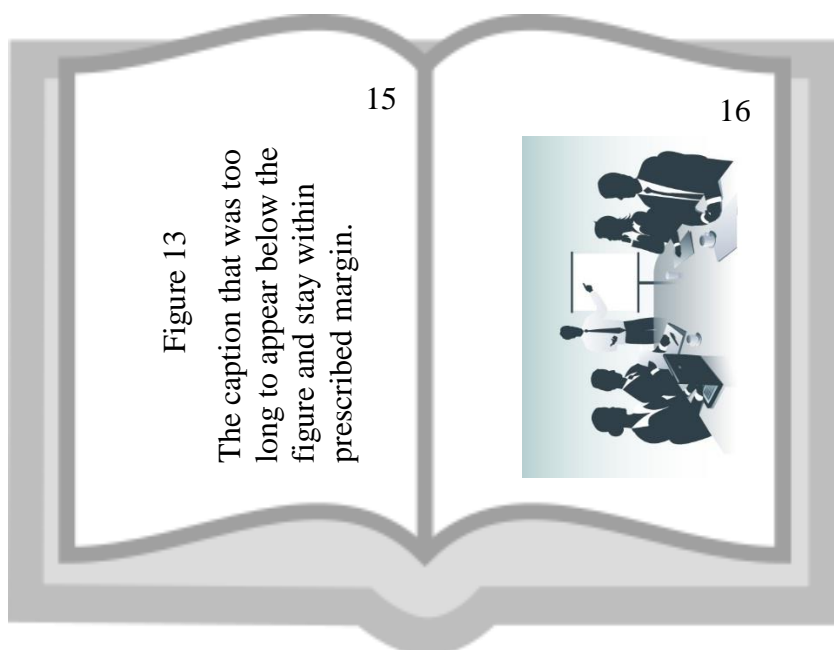 15
Figure 13
The caption that was too
long to appear below the
figure and stay within
prescribed margin.
16